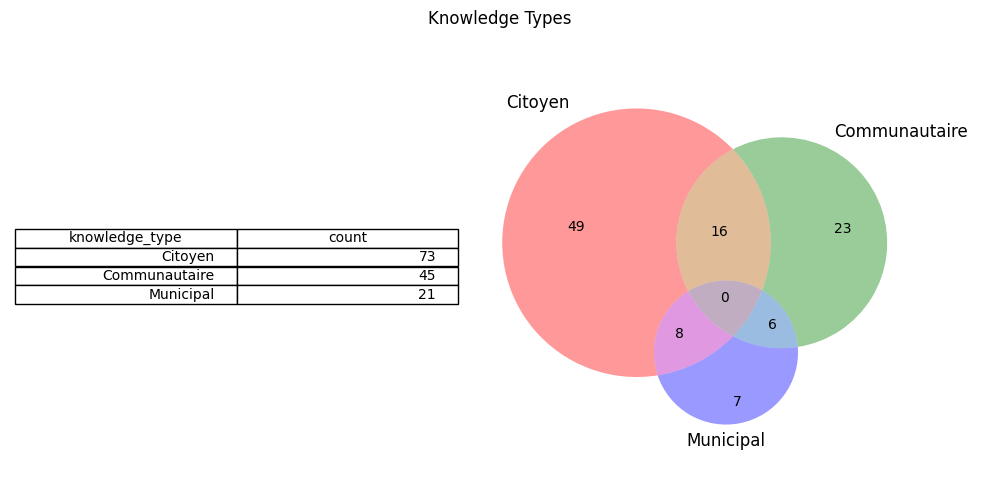 Knowledge Types
knowledge_type count
Citoyen 73
Communautaire 45
Municipal 21
Citoyen
Communautaire
49
16
23
0
8
6
7
Municipal